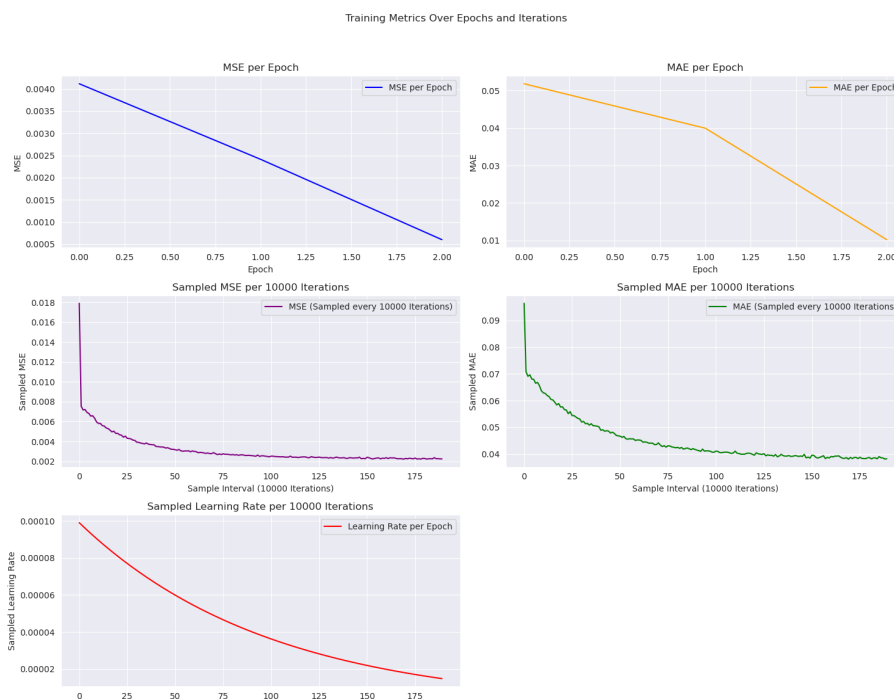 Training Metrics Over Epochs and Iterations
MSE per Epoch
MSE per Epoch
0.0040
0.0035
0.0030
0.0025
0.0020
0.0015
0.0010
0.0005
MSE
0.00 0.25 0.50 0.75 1.00 1.25 1.50 1.75 2.00
Epoch
MAE per Epoch
MAE per Epoch
0.05
0.04
0.03
0.02
0.01
MAE
0.00 0.25 0.50 0.75 1.00 1.25 1.50 1.75 2.00
Epoch
Sampled MSE per 10000 Iterations
MSE (Sampled every 10000 Iterations)
0.018
0.016
0.014
0.012
0.010
0.008
0.006
0.004
0.002
Sampled MSE
0 25 50 75 100 125 150 175
Sample Interval (10000 Iterations)
Sampled MAE per 10000 Iterations
MAE (Sampled every 10000 Iterations
0.09
0.08
0.07
0.06
0.05
0.04
Sampled MAE
0 25 50 75 100 125 150 175
Sample Interval (10000 Iterations)
Sampled Learning Rate per 10000 Iterations
Learning Rate per Epoch
0.00010
0.00008
0.00006
0.00004
0.00002
Sampled Learning Rate
0 25 50 75 100 125 150 175